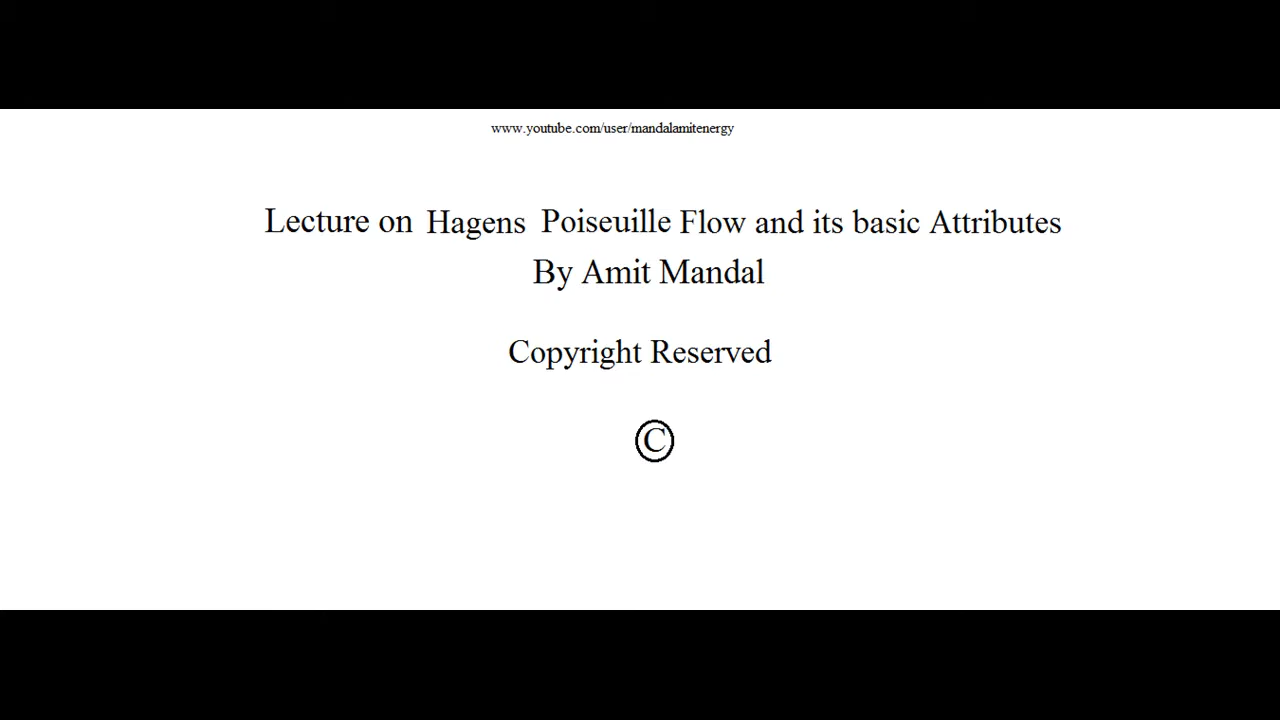 www.youtube.com/user/mandalamitenergy
Lecture on Hagens Poiseuille Flow and its basic Attributes
By Amit Mandal
Copyright Reserved
©